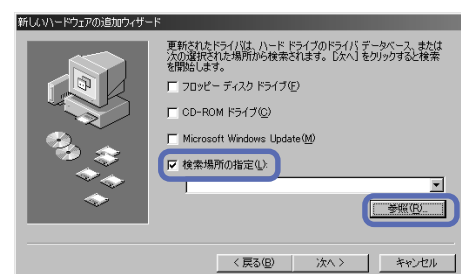 新しいハードウェアの追加ウィザード
更新されたドライバは、ハード ドライブのドライバ データベース、または
次の選択された場所から検索されます。[次へ] をクリックすると検索
を開始します。
フロッピー ディスク ドライブ(F)
CD-ROM ドライブ(C)
Microsoft Windows Update(M)
検索場所の指定(L):
参照(R)...
< 戻る(B)
次へ >
キャンセル